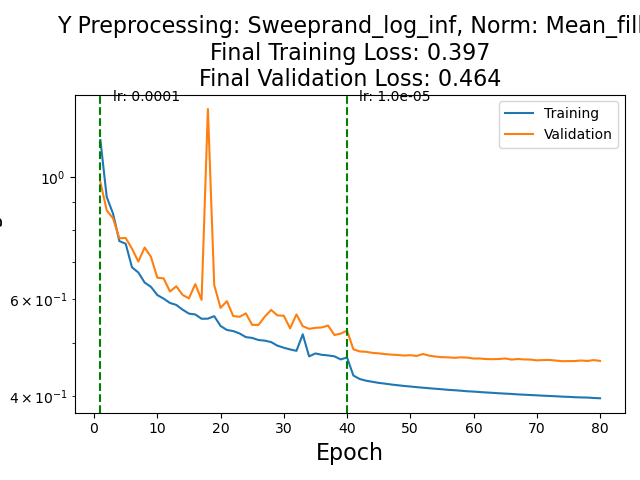 Y Preprocessing: Sweeprand_log_inf, Norm: Mean_fill
Final Training Loss: 0.397
Final Validation Loss: 0.464
lr: 0.0001
lr: 1.0e-05
Training
Validation
10⁰
6 × 10⁻¹
4 × 10⁻¹
0 10 20 30 40 50 60 70 80
Epoch